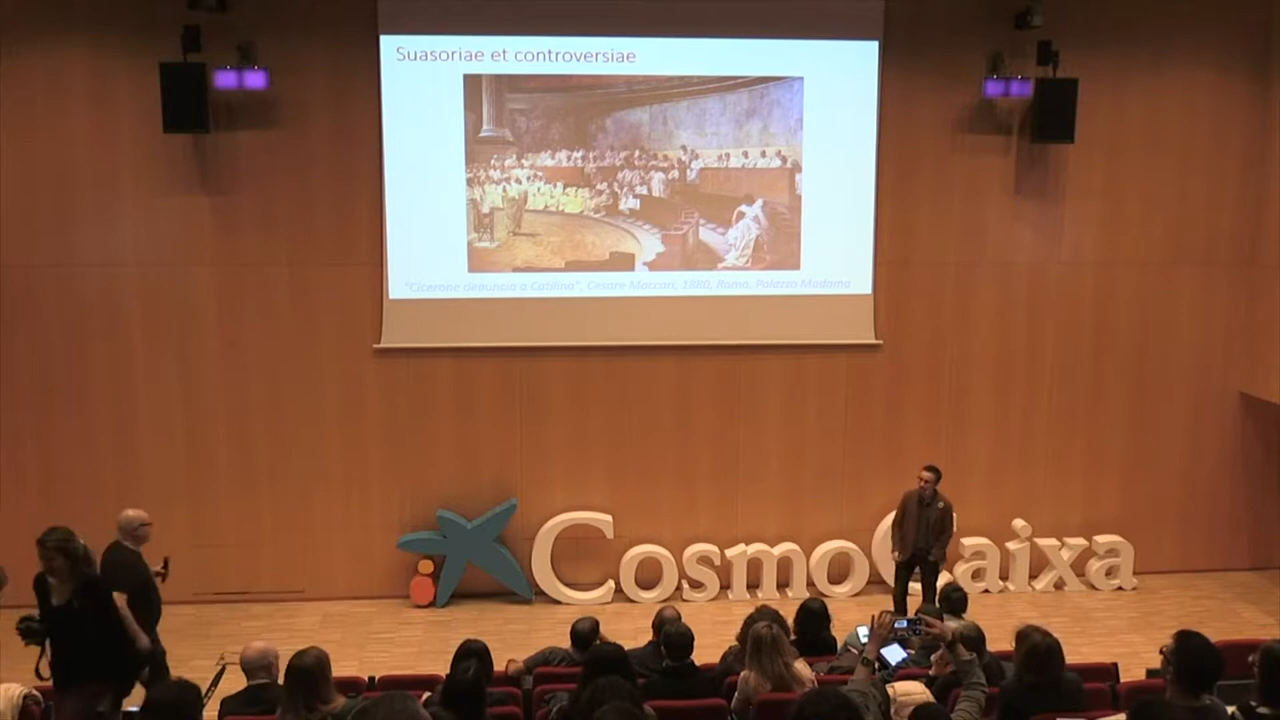 Suasoriae et controversiae
"Cicerone denuncia a Catilina", Cesare Maccari, 1880, Roma, Palazzo Madama
CosmoCaixa